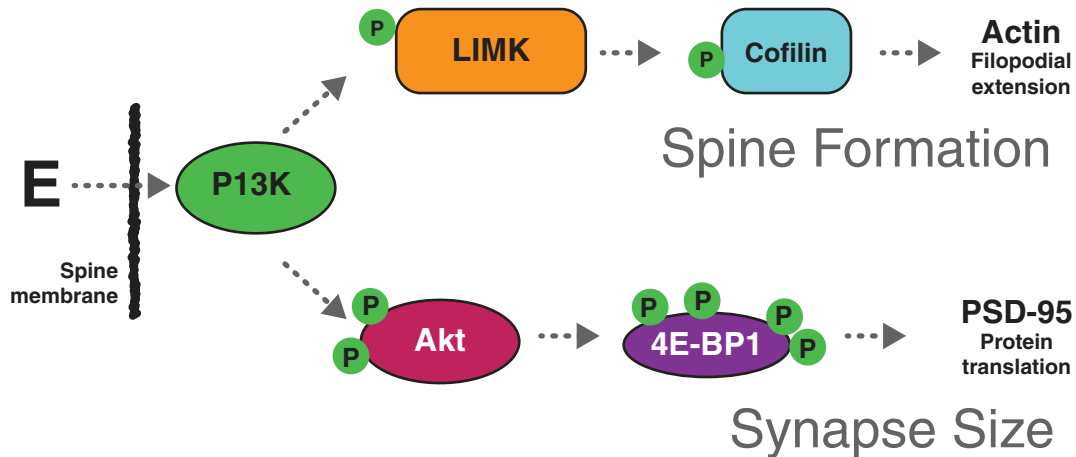 P
LIMK
P
Cofilin
Actin
Filopodial
extension
Spine Formation
E
P13K
Spine
membrane
P
P
Akt
P
P
P
P
4E-BP1
PSD-95
Protein
translation
Synapse Size